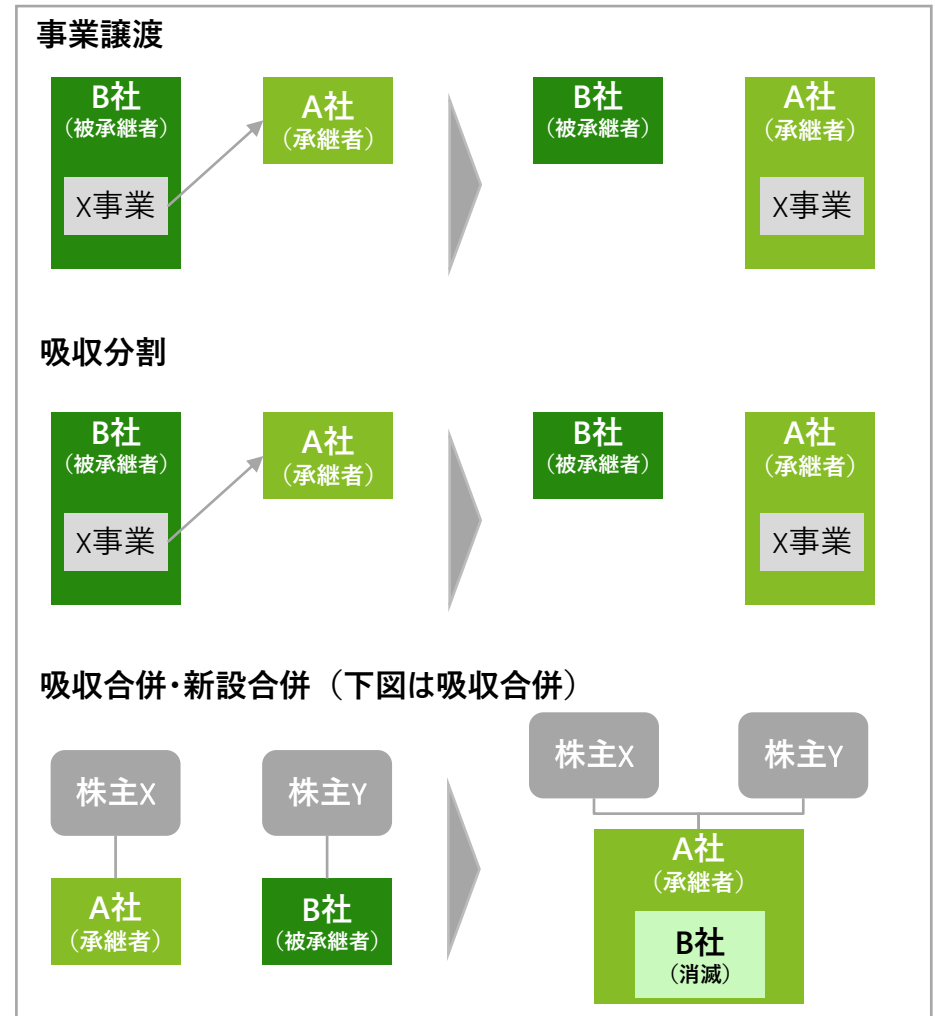 事業譲渡
B社
（被承継者）
X事業
A社
（承継者）
B社
（被承継者）
A社
（承継者）
X事業
吸収分割
B社
（被承継者）
X事業
A社
（承継者）
B社
（被承継者）
A社
（承継者）
X事業
吸収合併・新設合併（下図は吸収合併）
株主X
A社
（承継者）
株主Y
B社
（被承継者）
株主X
株主Y
A社
（承継者）
B社
（消滅）